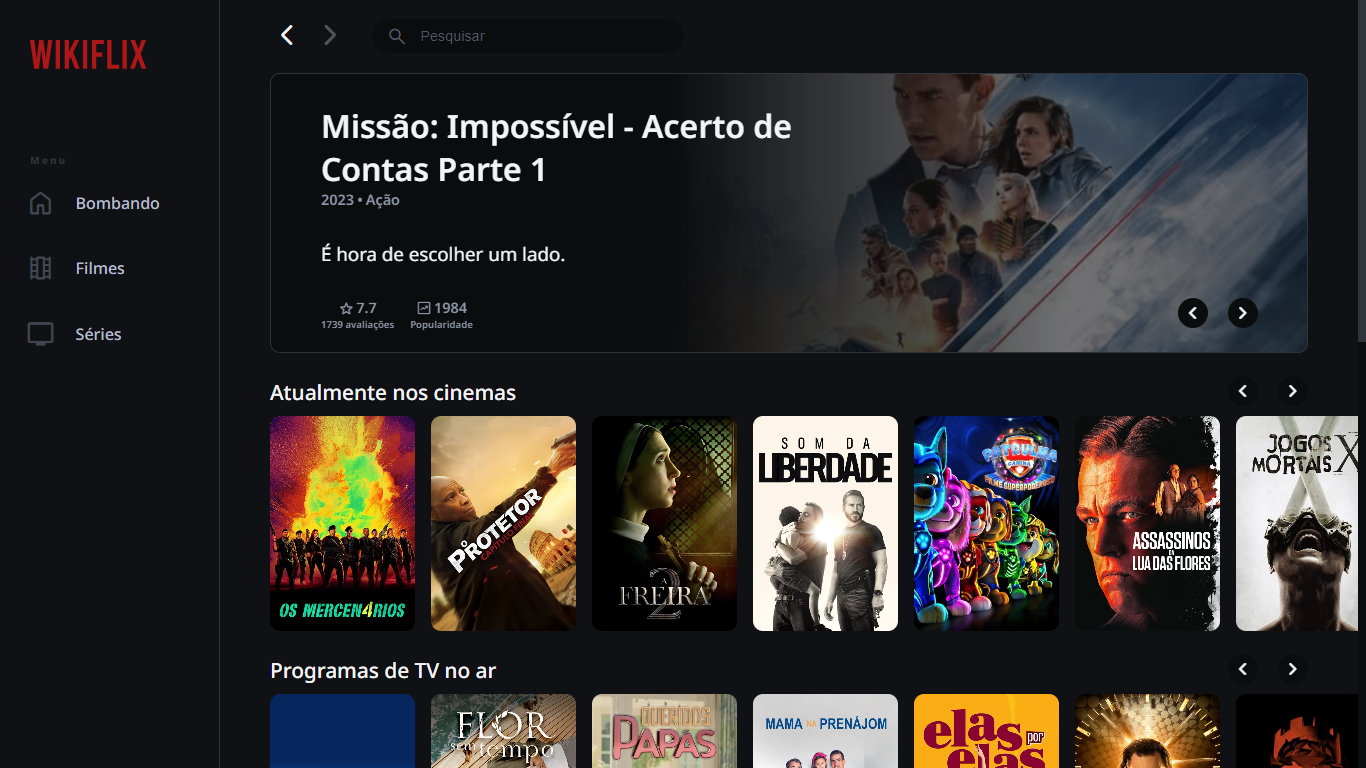 WIKIFLIX
Pesquisar
Menu
Bombando
Filmes
Séries
Missão: Impossível - Acerto de
Contas Parte 1
2023 • Ação
É hora de escolher um lado.
7.7
1984
1739 avaliações
Popularidade
Atualmente nos cinemas
OS MERCEN4RIOS
O PROTETOR
A
FREIRA
2
SOM DA
LIBERDADE
PATRULHA
CANINA
ASSASSINOS
DA
LUA DAS FLORES
JOGOS
MORTAIS X
Programas de TV no ar
FLOR
sem tempo
QUERIDOS
PAPÁS
MAMA NA PRENÁJOM
elas por
elas